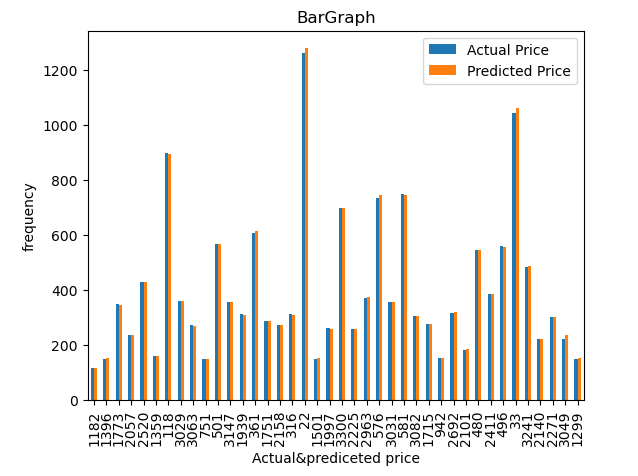 BarGraph
Actual Price
Predicted Price
1200
1000
800
600
400
200
0
frequency
1182 1396 1773 2057 2520 1359 118 3029 3063 751 501 3147 1939 361 1751 2158 316 22 1501 1997 3300 2225 2963 576 3031 581 3082 1715 942 2692 2101 480 2411 496 33 3241 2140 2271 3049 1299
Actual&prediceted price